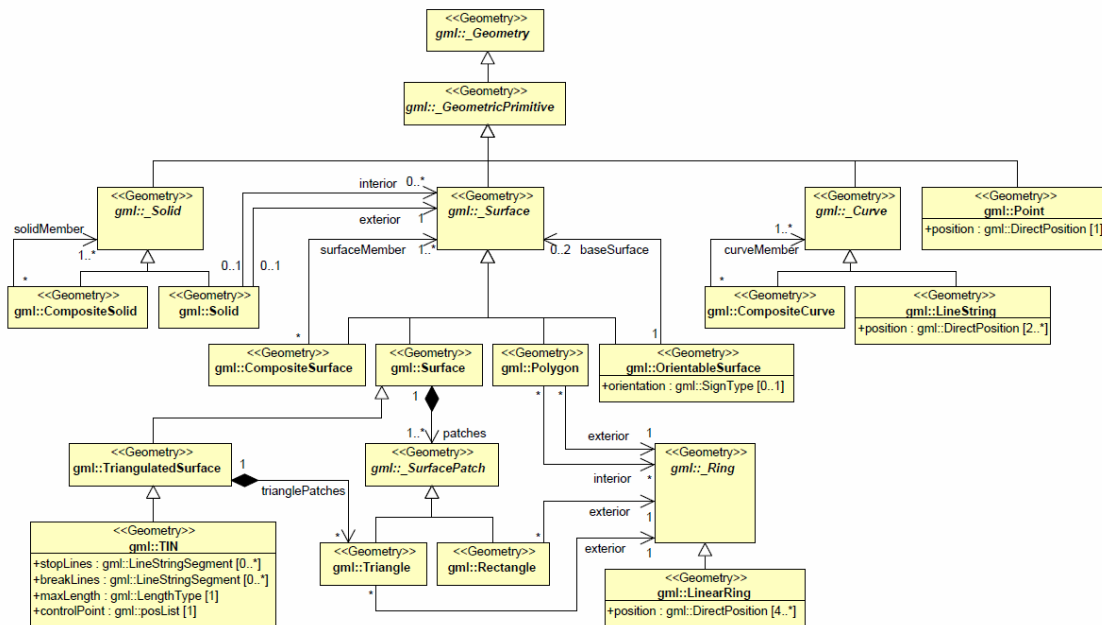 <<Geometry>>
gml::_Geometry
<<Geometry>>
gml::_GeometricPrimitive
<<Geometry>>
gml::_Solid
interior
0..*
exterior
1
<<Geometry>>
gml::_Surface
<<Geometry>>
gml::_Curve
<<Geometry>>
gml::Point
+position : gml::DirectPosition [1]
solidMember
1..*
*
0..1
0..1
surfaceMember
1..*
0..2
baseSurface
1..*
curveMember
*
<<Geometry>>
gml::CompositeSolid
<<Geometry>>
gml::Solid
<<Geometry>>
gml::CompositeCurve
<<Geometry>>
gml::LineString
+position : gml::DirectPosition [2..*]
*
1
<<Geometry>>
gml::CompositeSurface
<<Geometry>>
gml::Surface
<<Geometry>>
gml::Polygon
<<Geometry>>
gml::OrientableSurface
+orientation : gml::SignType [0..1]
1
*
*
1..*
patches
exterior
1
<<Geometry>>
gml::TriangulatedSurface
1
trianglePatches
*
<<Geometry>>
gml::_SurfacePatch
<<Geometry>>
gml::_Ring
interior
*
exterior
1
exterior
1
<<Geometry>>
gml::TIN
+stopLines : gml::LineStringSegment [0..*]
+breakLines : gml::LineStringSegment [0..*]
+maxLength : gml::LengthType [1]
+controlPoint : gml::posList [1]
<<Geometry>>
gml::Triangle
*
<<Geometry>>
gml::Rectangle
*
<<Geometry>>
gml::LinearRing
+position : gml::DirectPosition [4..*]